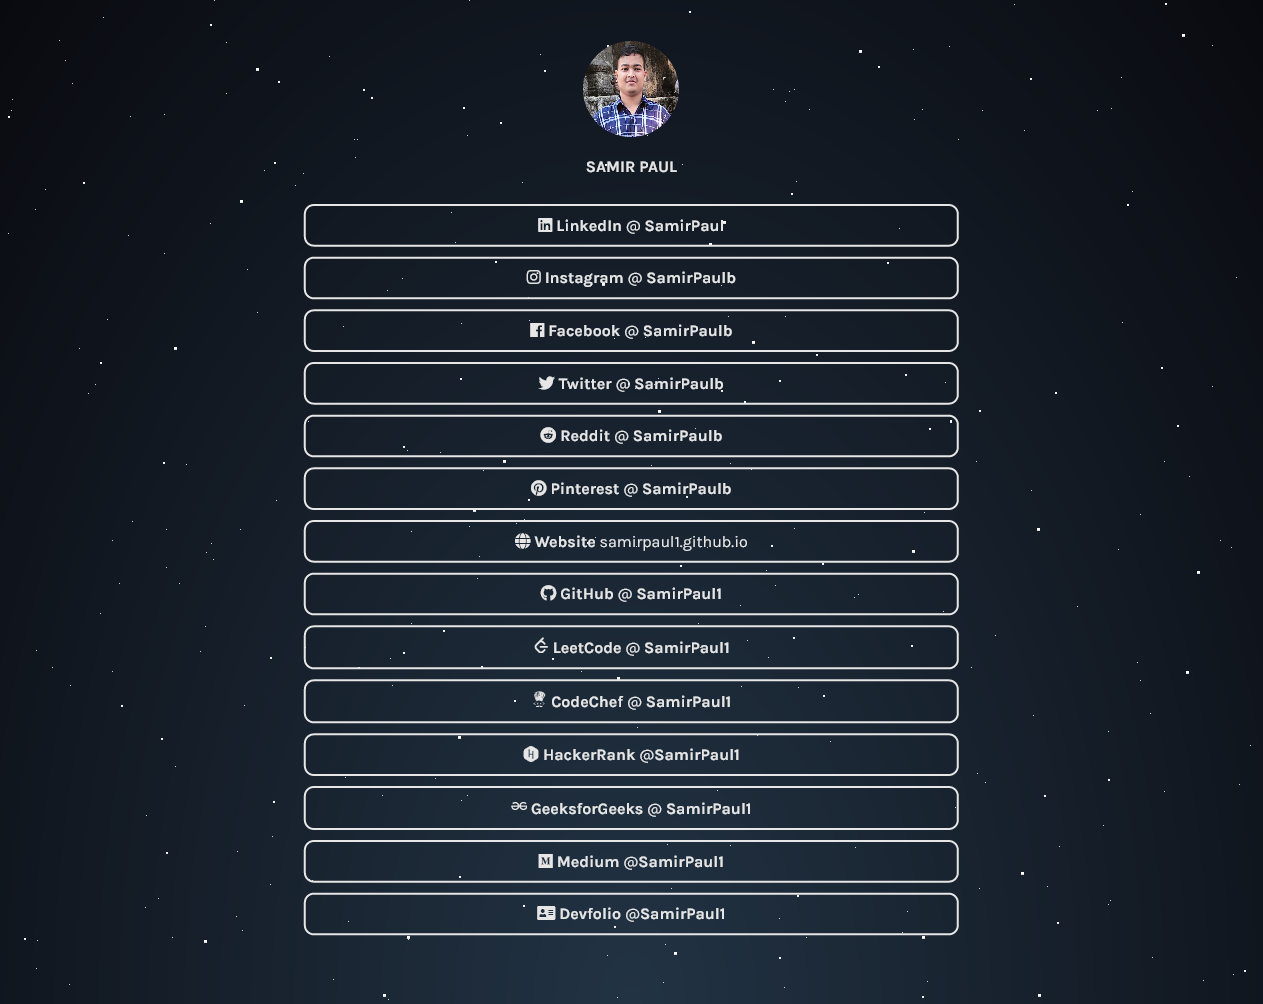 SAMIR PAUL
LinkedIn @ SamirPaul
Instagram @ SamirPaulb
Facebook @ SamirPaulb
Twitter @ SamirPaulb
Reddit @ SamirPaulb
Pinterest @ SamirPaulb
Website samirpaul1.github.io
GitHub @ SamirPaul1
LeetCode @ SamirPaul1
CodeChef @ SamirPaul1
HackerRank @SamirPaul1
GeeksforGeeks @ SamirPaul1
Medium @SamirPaul1
Devfolio @SamirPaul1